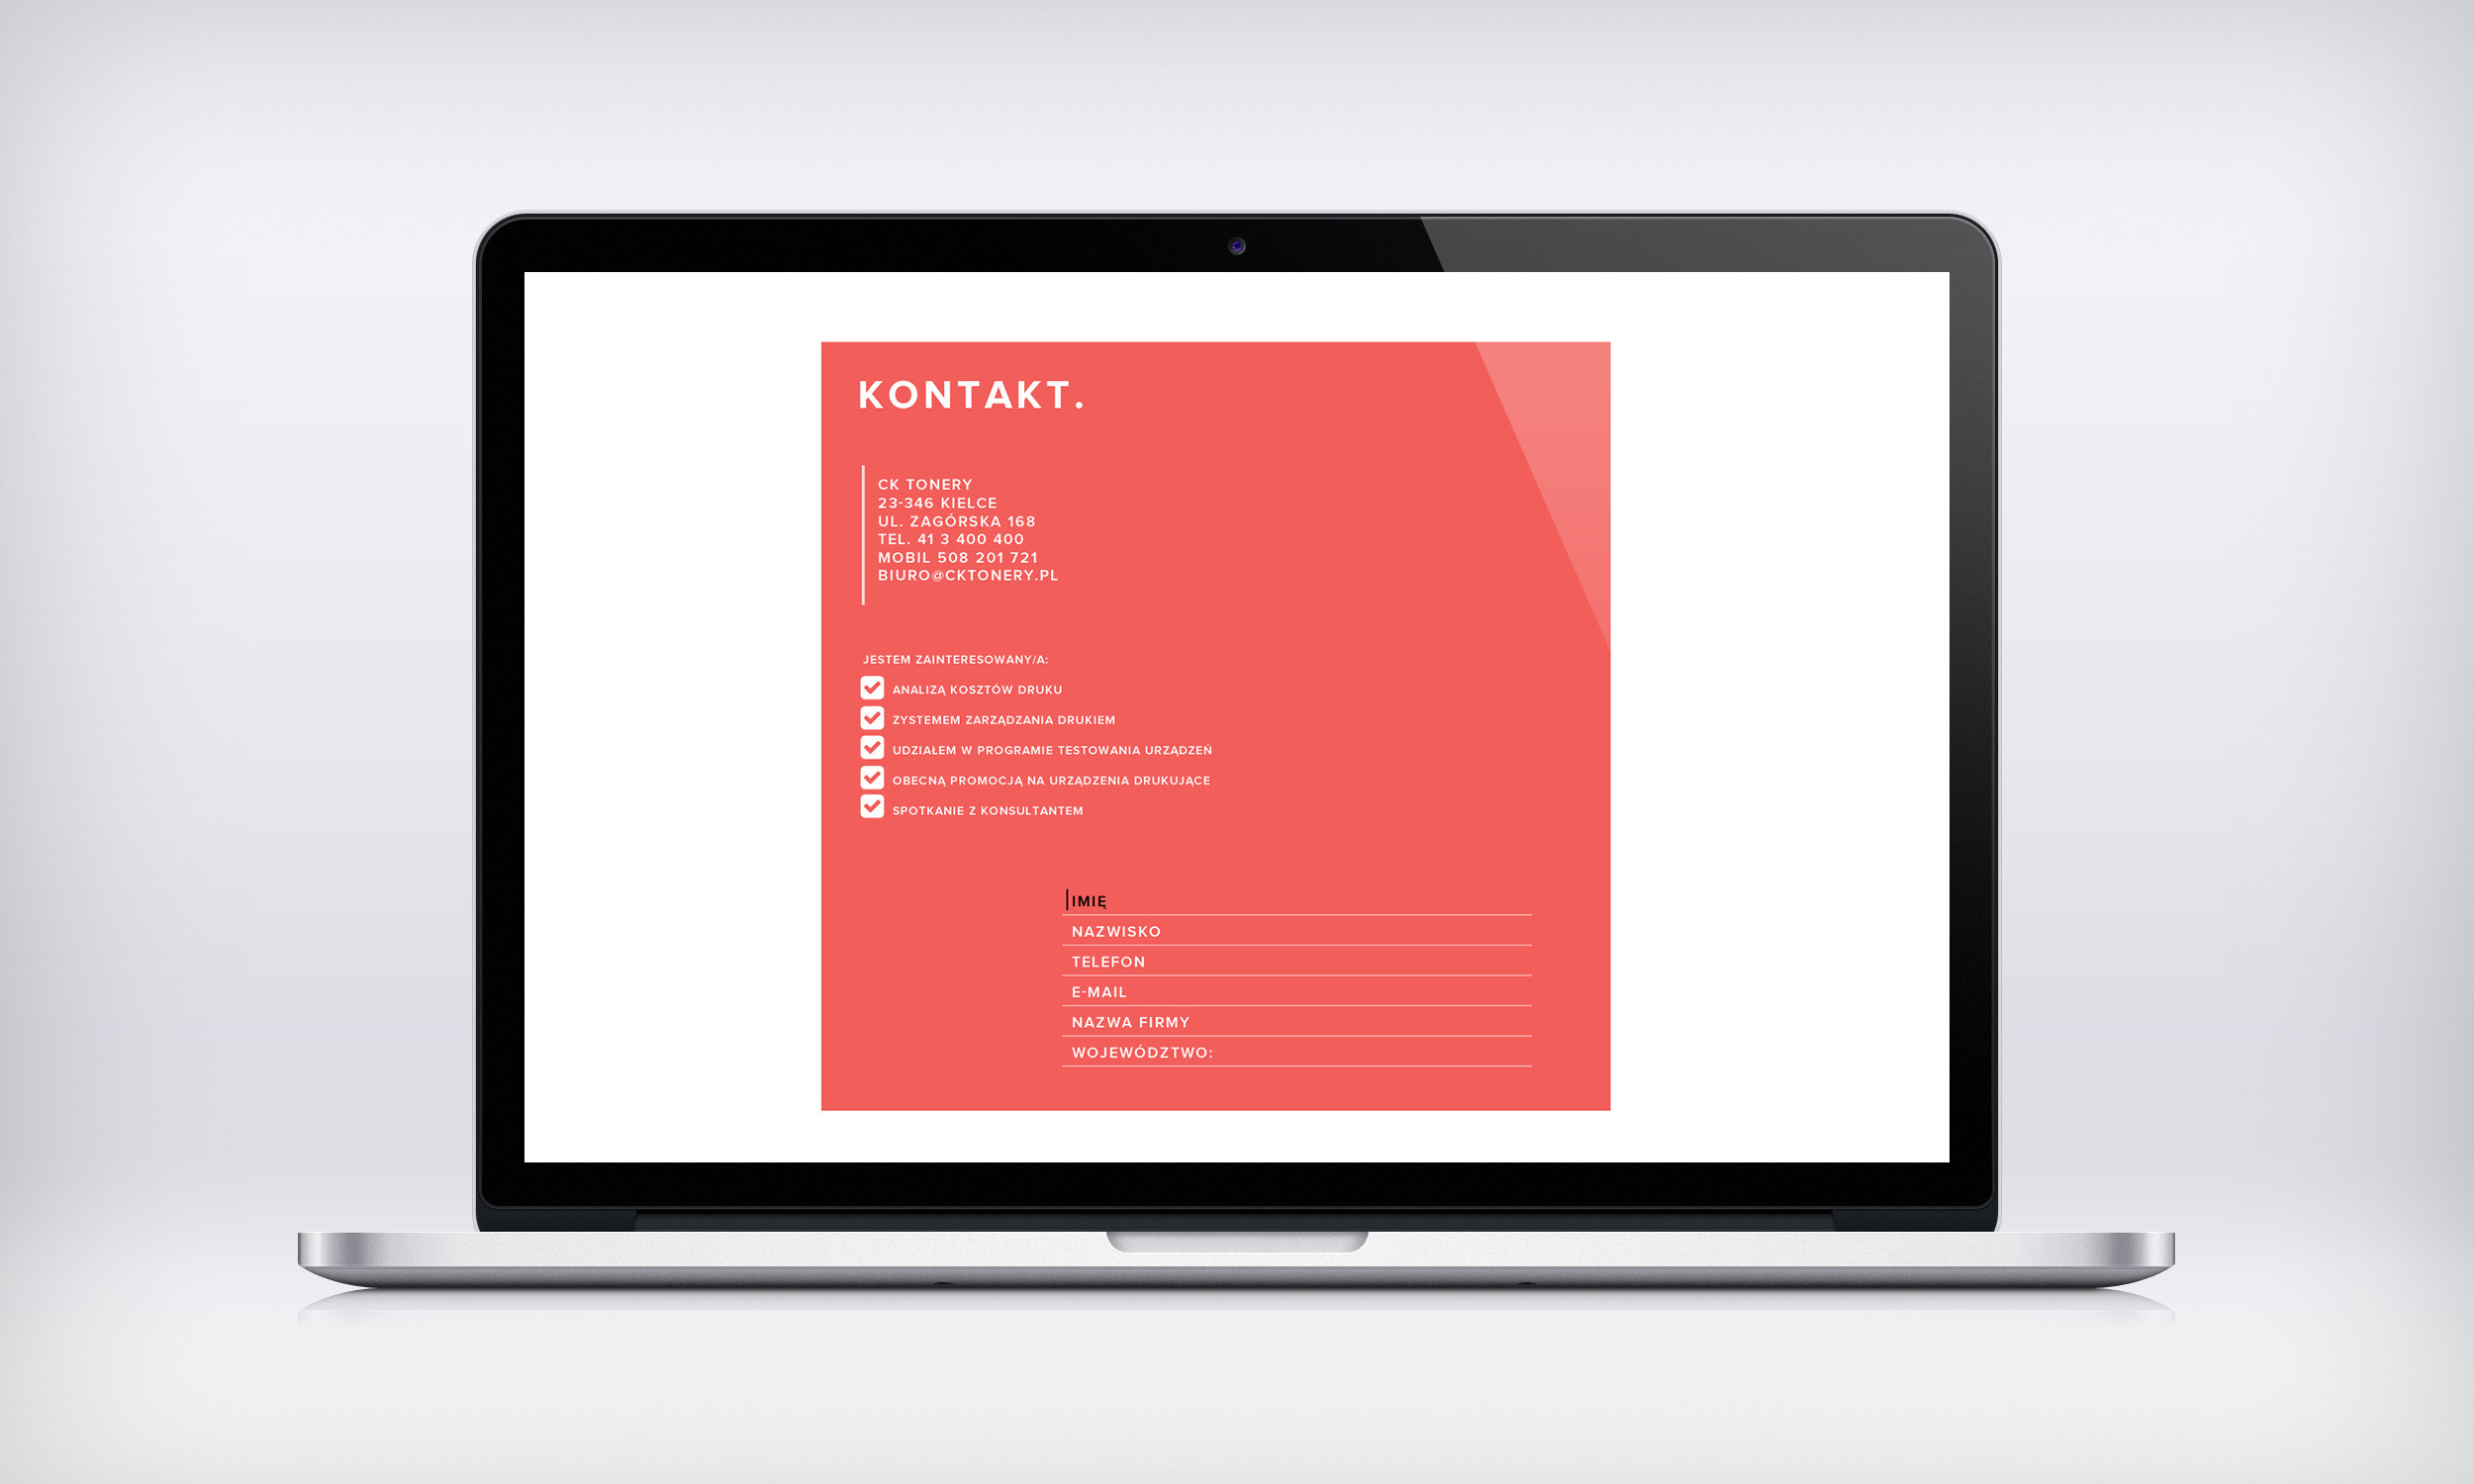 KONTAKT.
CK TONERY
23-346 KIELCE
UL. ZAGÓRSKA 168
TEL. 41 3 400 400
MOBIL 508 201 721
BIURO@CKTONERY.PL
JESTEM ZAINTERESOWANY/A:
ANALIZĄ KOSZTÓW DRUKU
ZYSTEMEM ZARZĄDZANIA DRUKIEM
UDZIAŁEM W PROGRAMIE TESTOWANIA URZĄDZEŃ
OBECNĄ PROMOCJĄ NA URZĄDZENIA DRUKUJĄCE
SPOTKANIE Z KONSULTANTEM
IMIĘ
NAZWISKO
TELEFON
E-MAIL
NAZWA FIRMY
WOJEWÓDZTWO: